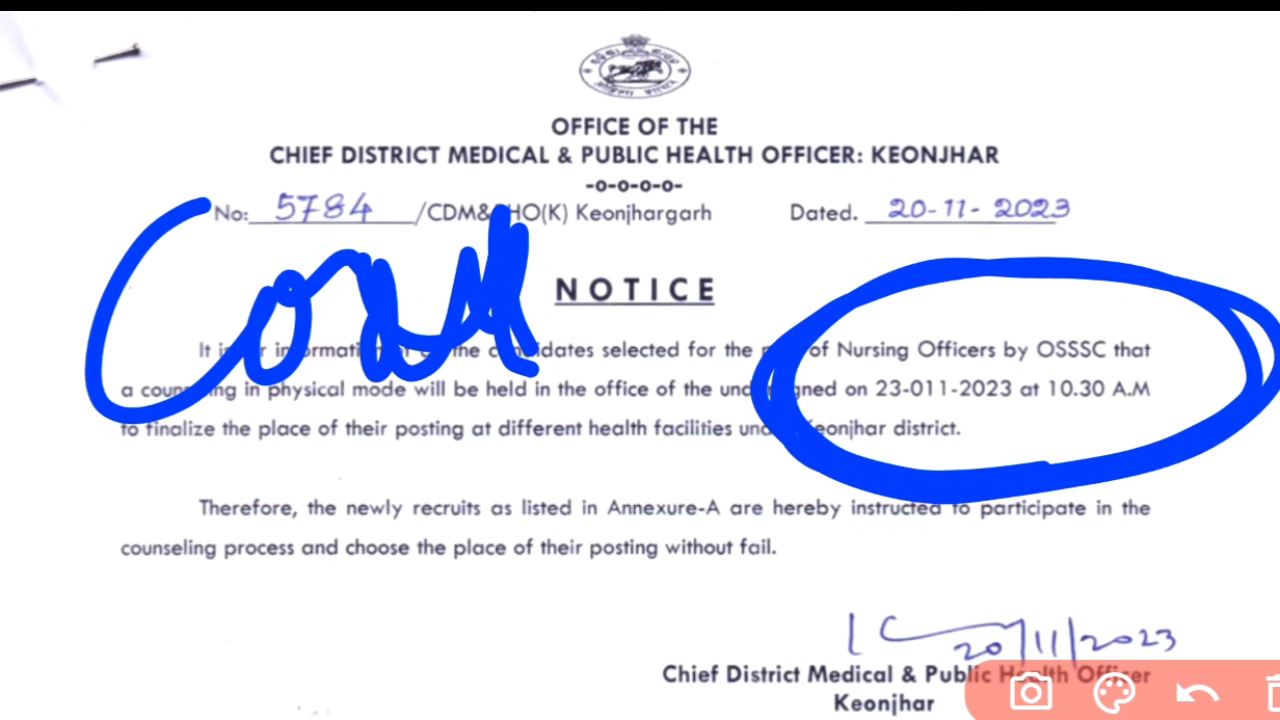 OFFICE OF THE
CHIEF DISTRICT MEDICAL & PUBLIC HEALTH OFFICER: KEONJHAR
-o-o-o-o-
No: 5784 /CDM&PHO(K) Keonjhargarh Dated. 20-11-2023
NOTICE
It is for information of the candidates selected for the of Nursing Officers by OSSSC that
a counseling in physical mode will be held in the office of the undersigned on 23-011-2023 at 10.30 A.M
to finalize the place of their posting at different health facilities under Keonjhar district.
Therefore, the newly recruits as listed in Annexure-A are hereby instructed to participate in the
counseling process and choose the place of their posting without fail.
20/11/2023
Chief District Medical & Public Health Officer
Keonjhar